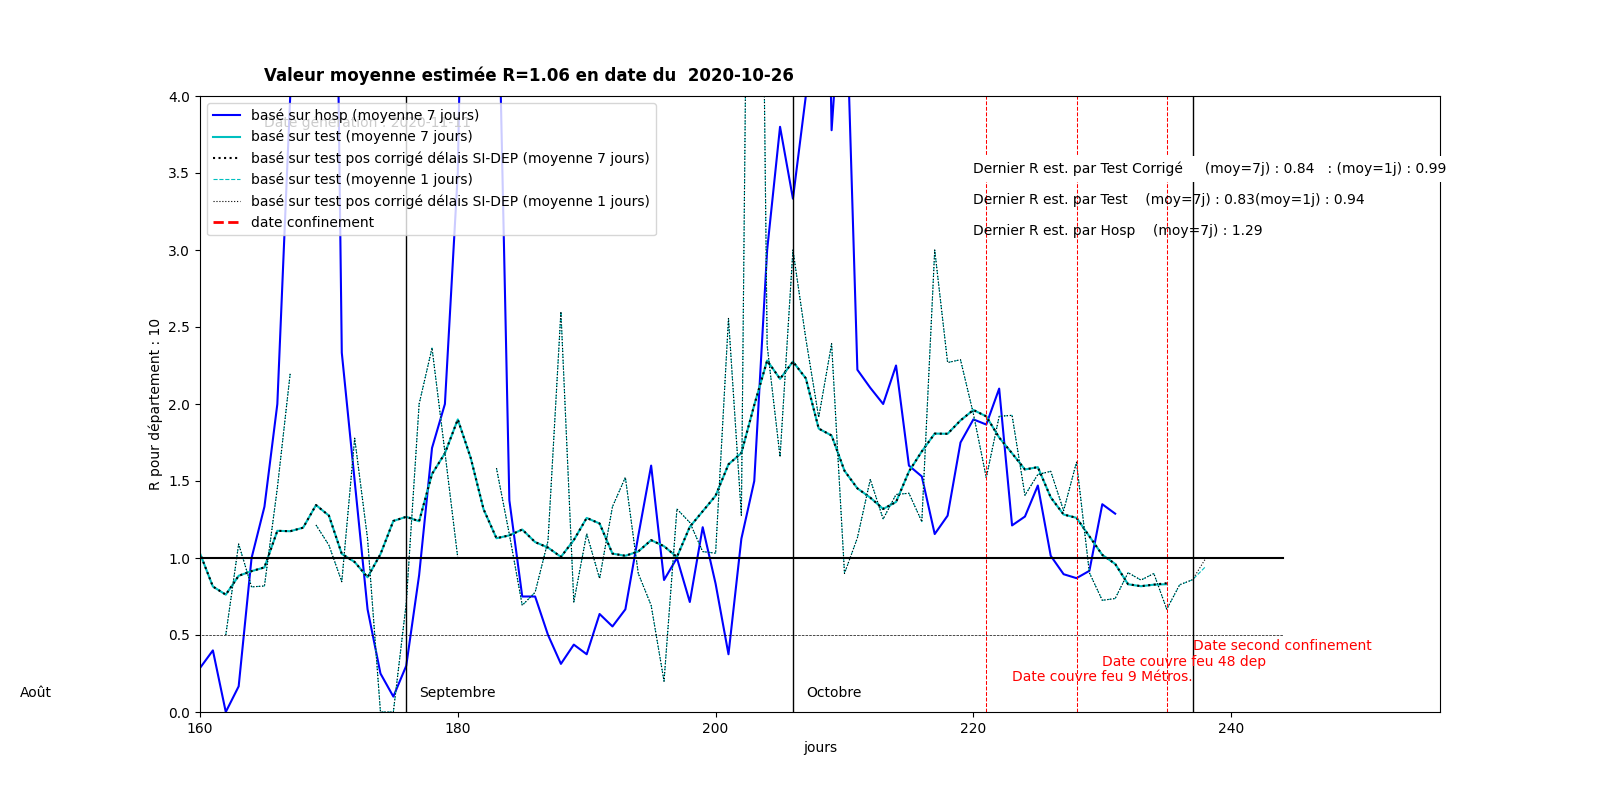 Valeur moyenne estimée R=1.06 en date du  2020-10-26
Date génération : 2020-11-11
basé sur hosp (moyenne 7 jours)
basé sur test (moyenne 7 jours)
basé sur test pos corrigé délais SI-DEP (moyenne 7 jours)
basé sur test (moyenne 1 jours)
basé sur test pos corrigé délais SI-DEP (moyenne 1 jours)
date confinement
Dernier R est. par Test Corrigé     (moy=7j) : 0.84   : (moy=1j) : 0.99
Dernier R est. par Test    (moy=7j) : 0.83(moy=1j) : 0.94
Dernier R est. par Hosp    (moy=7j) : 1.29
R pour département : 10
4.0
3.5
3.0
2.5
2.0
1.5
1.0
0.5
0.0
Date second confinement
Date couvre feu 48 dep
Date couvre feu 9 Métros.
Août
Septembre
Octobre
160
180
200
220
240
jours